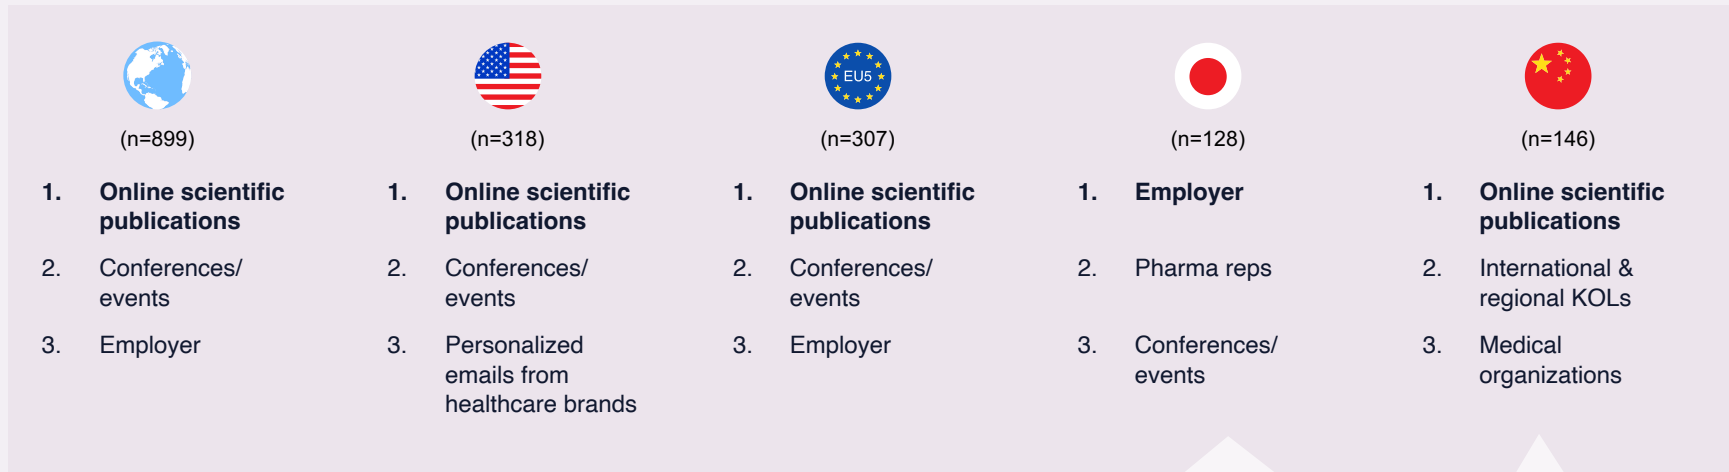 EU5
(n=899)
(n=318)
(n=307)
(n=128)
(n=146)
1. Online scientific
publications
2. Conferences/
events
3. Employer
1. Online scientific
publications
2. Conferences/
events
3. Personalized
emails from
healthcare brands
1. Online scientific
publications
2. Conferences/
events
3. Employer
1. Employer
2. Pharma reps
3. Conferences/
events
1. Online scientific
publications
2. International &
regional KOLs
3. Medical
organizations